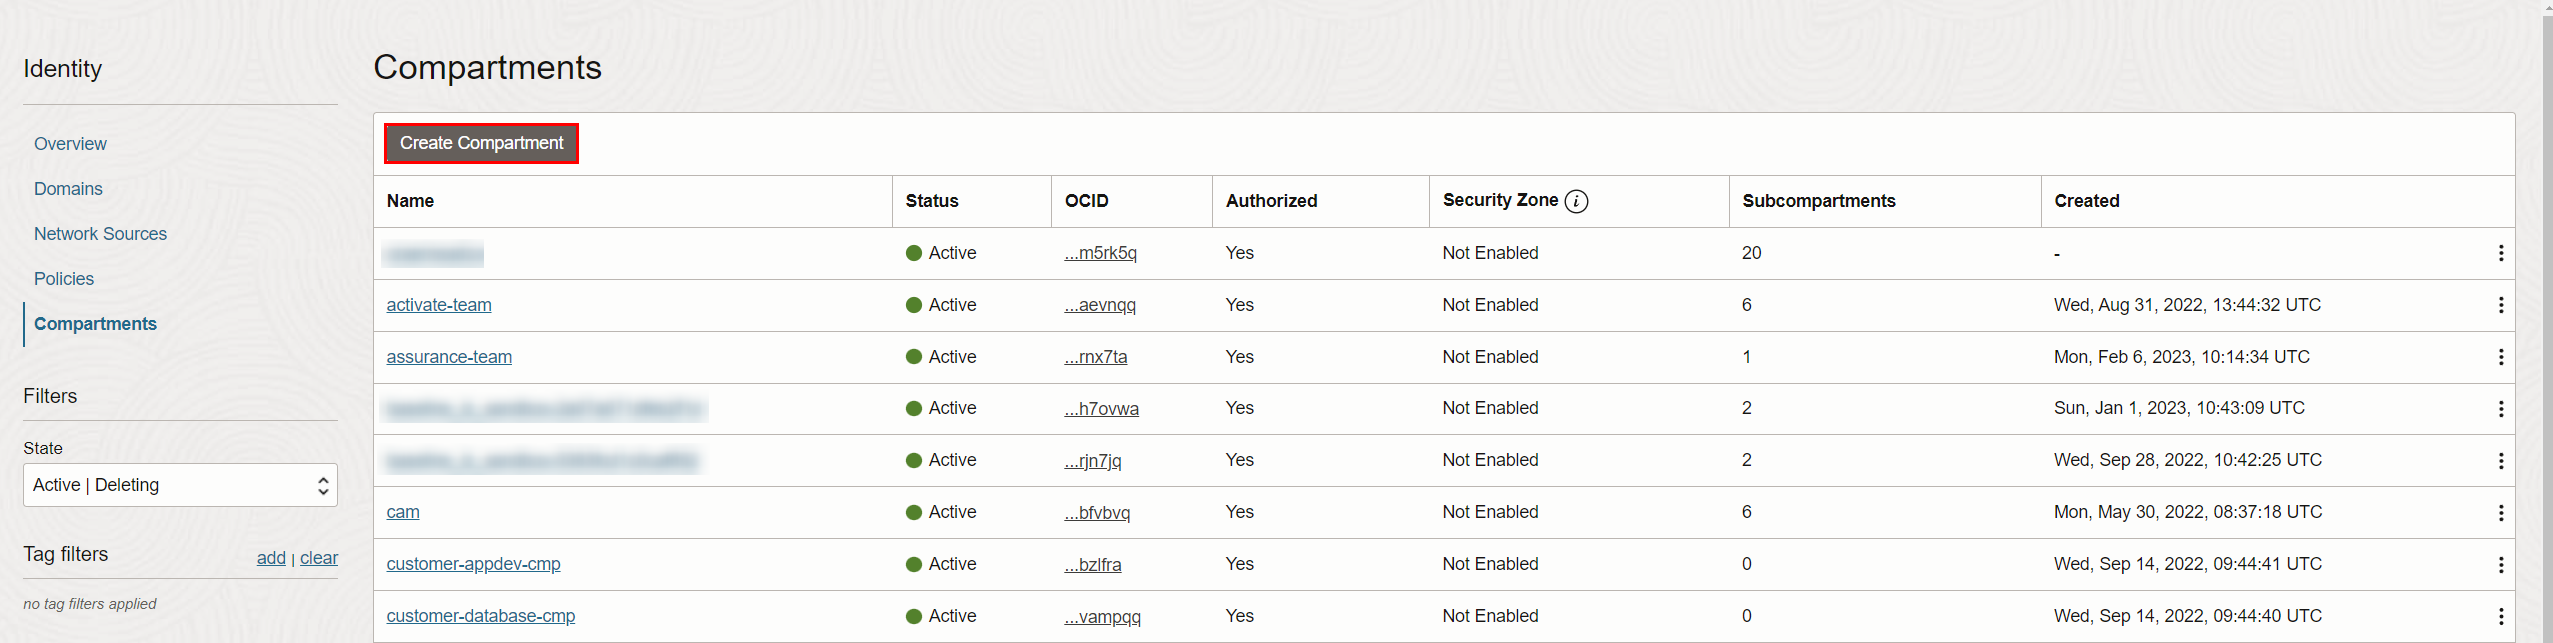 Identity
Overview
Domains
Network Sources
Policies
Compartments
Filters
State
Active | Deleting
Tag filters add | clear
no tag filters applied
Compartments
Create Compartment
Name Status OCID Authorized Security Zone i Subcompartments Created
Active ...m5rk5q Yes Not Enabled 20 -
activate-team Active ...aevnqq Yes Not Enabled 6 Wed, Aug 31, 2022, 13:44:32 UTC
assurance-team Active ...rnx7ta Yes Not Enabled 1 Mon, Feb 6, 2023, 10:14:34 UTC
Active ...h7ovwa Yes Not Enabled 2 Sun, Jan 1, 2023, 10:43:09 UTC
Active ...rjn7jq Yes Not Enabled 2 Wed, Sep 28, 2022, 10:42:25 UTC
cam Active ...bfvbvq Yes Not Enabled 6 Mon, May 30, 2022, 08:37:18 UTC
customer-appdev-cmp Active ...bzlfra Yes Not Enabled 0 Wed, Sep 14, 2022, 09:44:41 UTC
customer-database-cmp Active ...vampqq Yes Not Enabled 0 Wed, Sep 14, 2022, 09:44:40 UTC